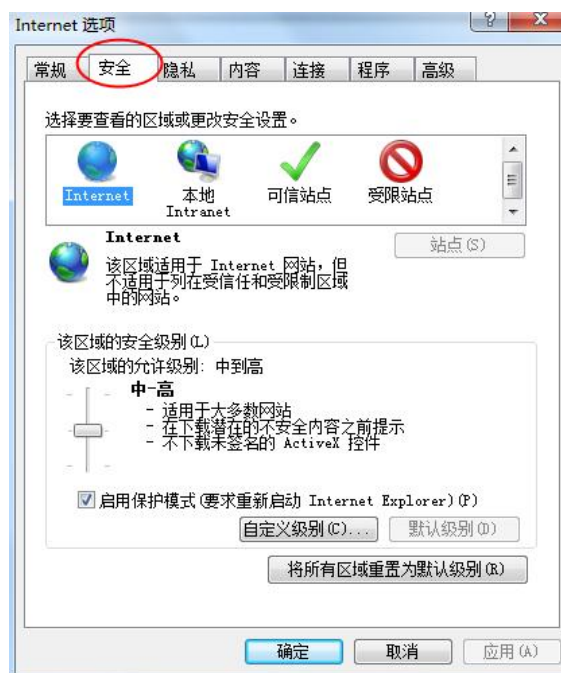 Internet 选项
常规 安全 隐私 内容 连接 程序 高级
选择要查看的区域或更改安全设置。
Internet 本地 Intranet 可信站点 受限站点
Internet
站点(S)
该区域适用于 Internet 网站，但
不适用于列在受信任和受限制区域
中的网站。
该区域的安全级别(L)
该区域的允许级别: 中到高
中-高
- 适用于大多数网站
- 在下载潜在的不安全内容之前提示
- 不下载未签名的 ActiveX 控件
启用保护模式(要求重新启动 Internet Explorer)(P)
自定义级别(C)... 默认级别(D)
将所有区域重置为默认级别(R)
确定 取消 应用(A)